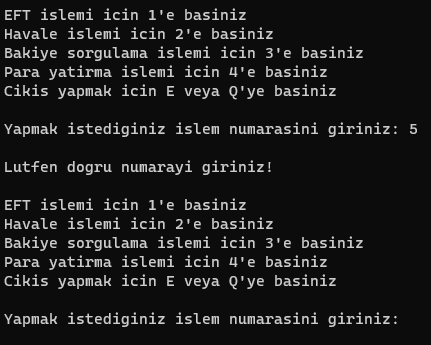 EFT islemi icin 1'e basiniz
Havale islemi icin 2'e basiniz
Bakiye sorgulama islemi icin 3'e basiniz
Para yatirma islemi icin 4'e basiniz
Cikis yapmak icin E veya Q'ye basiniz
Yapmak istediginiz islem numarasini giriniz: 5
Lutfen dogru numarayi giriniz!
EFT islemi icin 1'e basiniz
Havale islemi icin 2'e basiniz
Bakiye sorgulama islemi icin 3'e basiniz
Para yatirma islemi icin 4'e basiniz
Cikis yapmak icin E veya Q'ye basiniz
Yapmak istediginiz islem numarasini giriniz: